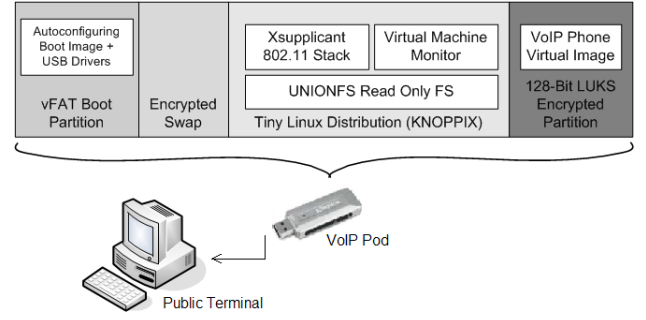 Autoconfiguring
Boot Image +
USB Drivers
vFAT Boot
Partition
Encrypted
Swap
Xsupplicant
802.11 Stack
Virtual Machine
Monitor
UNIONFS Read Only FS
Tiny Linux Distribution (KNOPPIX)
VoIP Phone
Virtual Image
128-Bit LUKS
Encrypted
Partition
VoIP Pod
Public Terminal